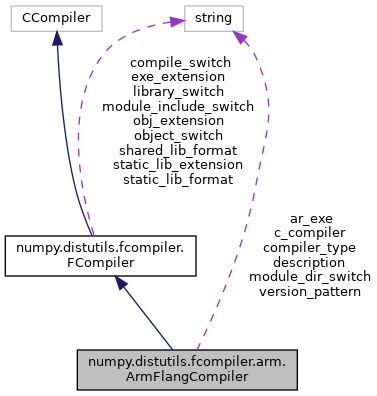 CCompiler
string
compile_switch
exe_extension
library_switch
module_include_switch
obj_extension
object_switch
shared_lib_format
static_lib_extension
static_lib_format
numpy.distutils.fcompiler.
FCompiler
ar_exe
c_compiler
compiler_type
description
module_dir_switch
version_pattern
numpy.distutils.fcompiler.arm.
ArmFlangCompiler